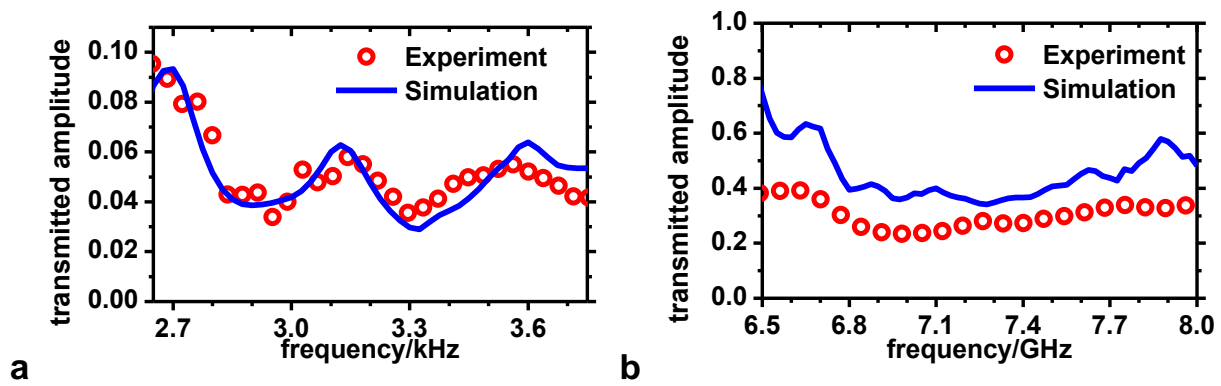 transmitted amplitude
0.10
0.08
0.06
0.04
0.02
0.00
Experiment
Simulation
2.7 3.0 3.3 3.6
frequency/kHz
a
transmitted amplitude
1.0
0.8
0.6
0.4
0.2
0.0
Experiment
Simulation
6.5 6.8 7.1 7.4 7.7 8.0
frequency/GHz
b